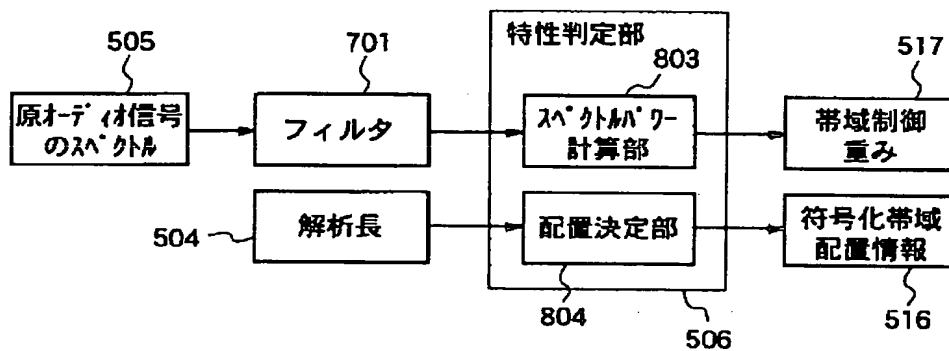 505
701
特性判定部
803
517
原オーディオ信号
のスペクトル
フィルタ
スペクトルパワー
計算部
帯域制御
重み
504
解析長
配置決定部
符号化帯域
配置情報
804
506
516